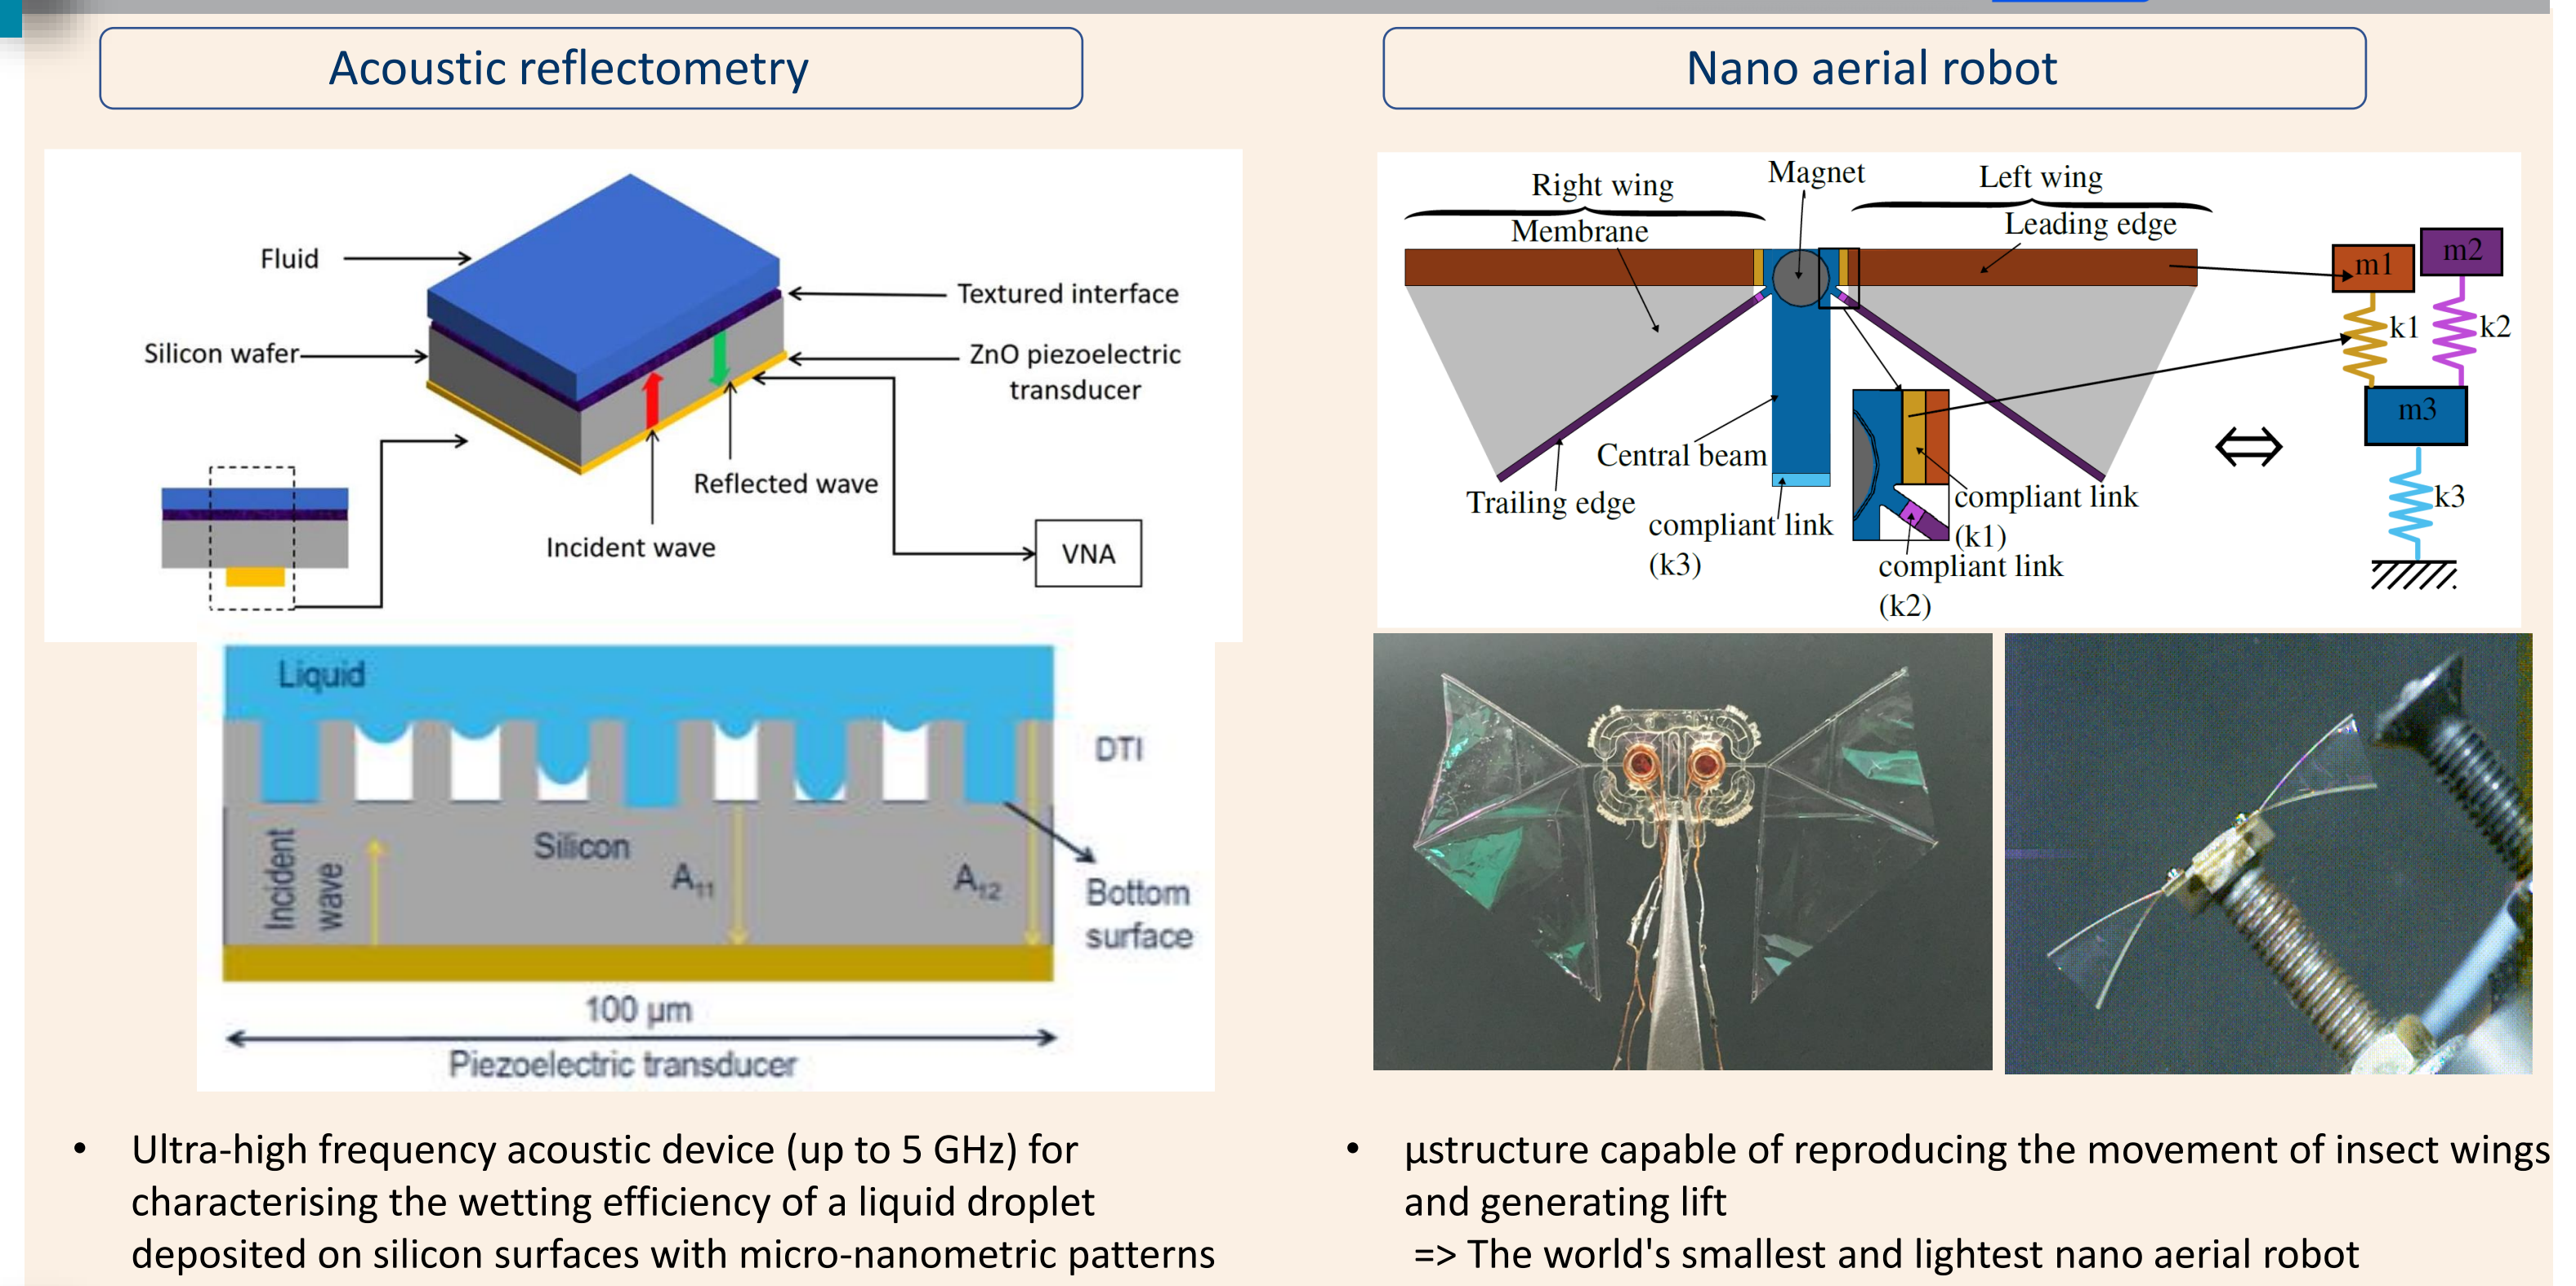 Acoustic reflectometry
Fluid
Textured interface
Silicon wafer
ZnO piezoelectric
transducer
Reflected wave
Incident wave
VNA
Liquid
DTI
Incident
wave
Silicon
A₁₁
A₁₂
Bottom
surface
100 µm
Piezoelectric transducer
• Ultra-high frequency acoustic device (up to 5 GHz) for
characterising the wetting efficiency of a liquid droplet
deposited on silicon surfaces with micro-nanometric patterns
Nano aerial robot
Right wing
Magnet
Left wing
Membrane
Leading edge
m1
m2
k1
k2
m3
k3
Central beam
Trailing edge
compliant link
(k3)
compliant link
(k1)
compliant link
(k2)
• µstructure capable of reproducing the movement of insect wings
and generating lift
=> The world's smallest and lightest nano aerial robot